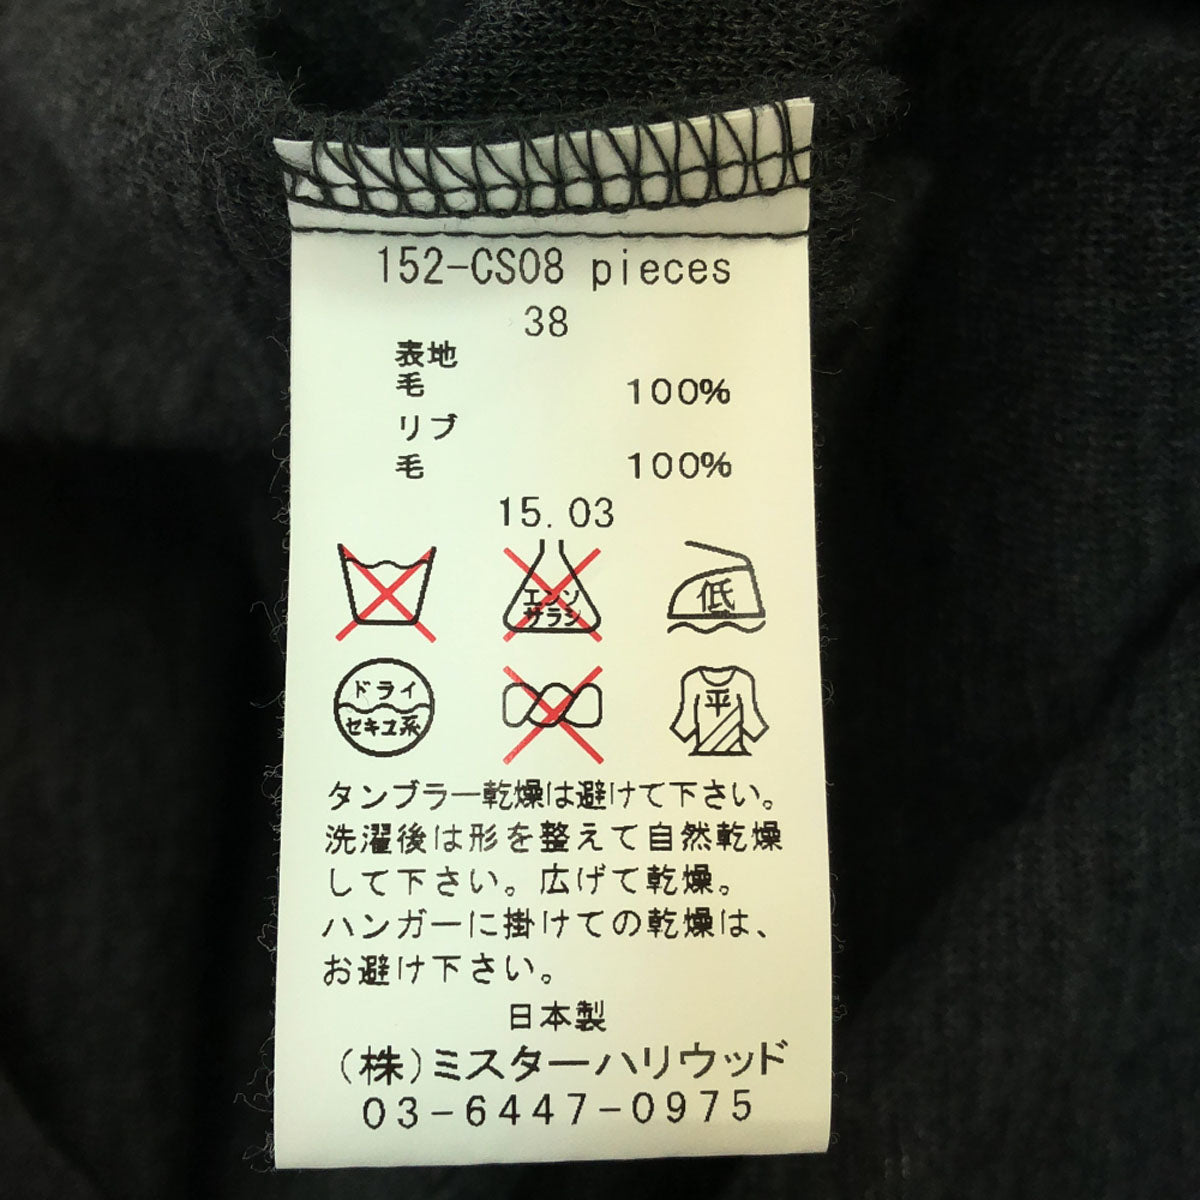 152-CS08 pieces
38
表地
毛 100%
リブ
毛 100%
15.03
エンソ
サラシ
低
ドライ
セキユ系
平
タンブラー乾燥は避けて下さい。
洗濯後は形を整えて自然乾燥
して下さい。広げて乾燥。
ハンガーに掛けての乾燥は、
お避け下さい。
日本製
(株)ミスターハリウッド
03-6447-0975